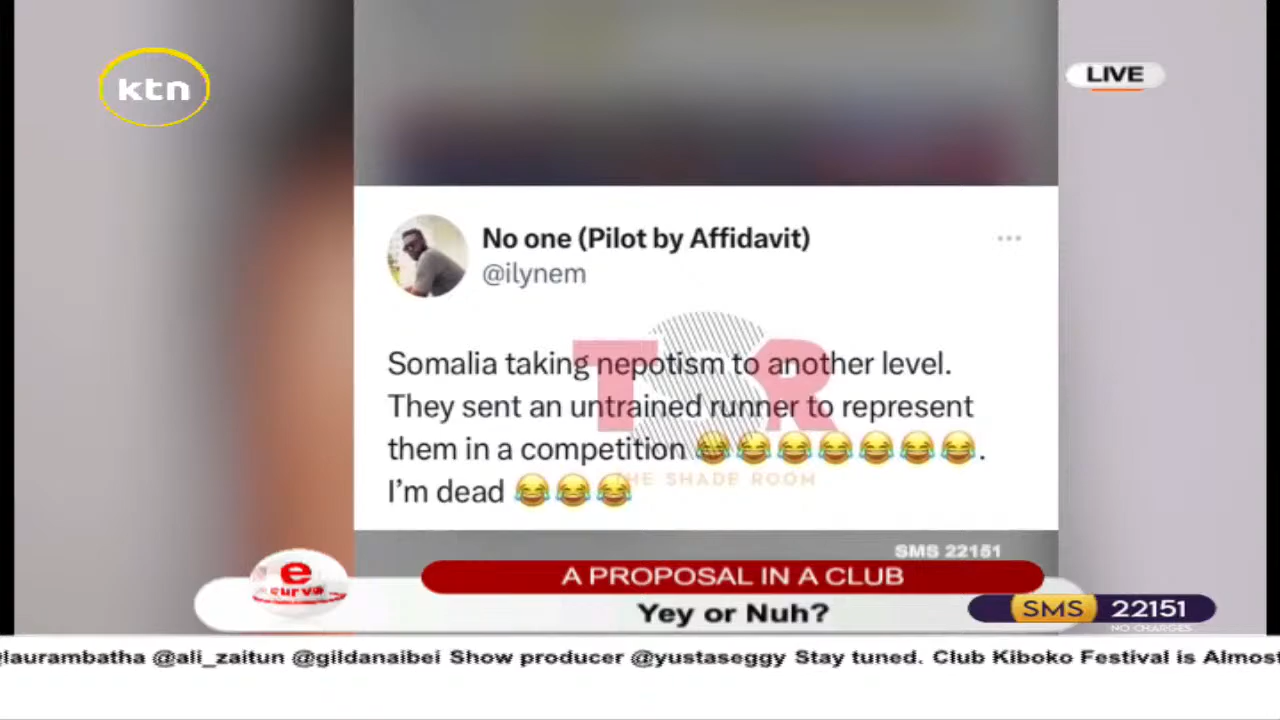 ktn
LIVE
No one (Pilot by Affidavit)
@ilynem
Somalia taking nepotism to another level.
They sent an untrained runner to represent
them in a competition 😂😂😂😂😂😂😂.
I'm dead 😂😂😂
TSR
THE SHADE ROOM
SMS 22151
e
curve
A PROPOSAL IN A CLUB
Yey or Nuh?
SMS 22151
NO CHARGES
@laurambatha @ali_zaitun @gildanaibei Show producer @yustaseggy Stay tuned. Club Kiboko Festival is Almost